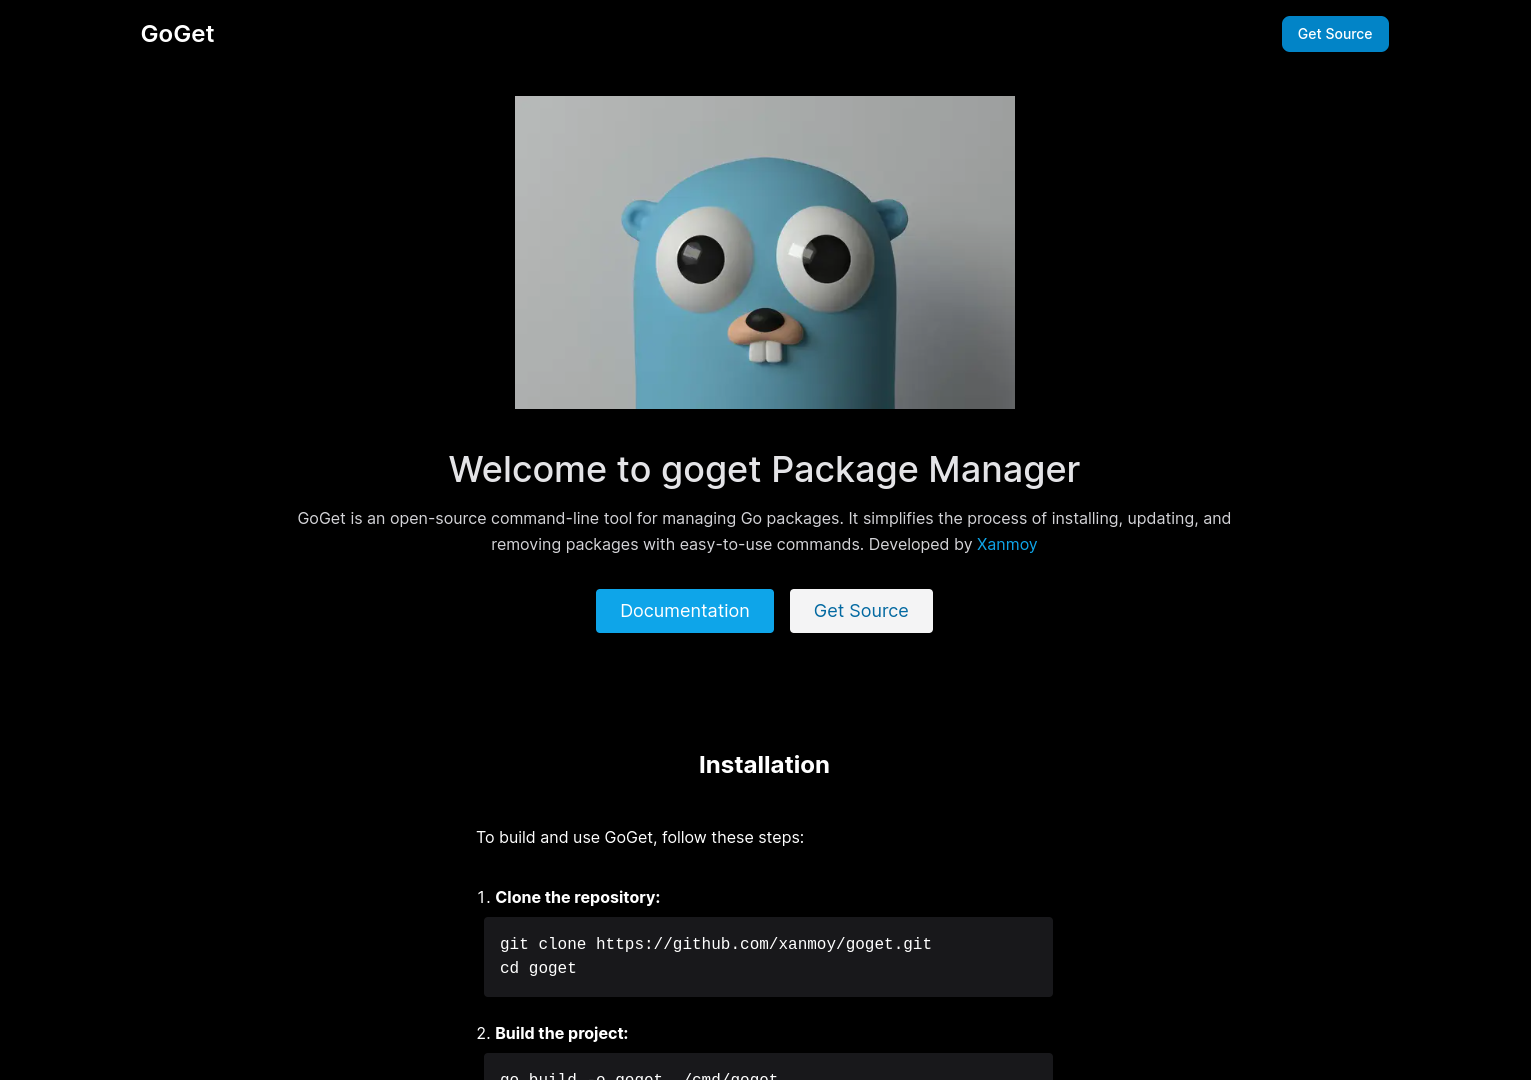 GoGet
Get Source
Welcome to goget Package Manager
GoGet is an open-source command-line tool for managing Go packages. It simplifies the process of installing, updating, and
removing packages with easy-to-use commands. Developed by Xanmoy
Documentation
Get Source
Installation
To build and use GoGet, follow these steps:
1. Clone the repository:
git clone https://github.com/xanmoy/goget.git
cd goget
2. Build the project:
go build -o goget ./cmd/goget